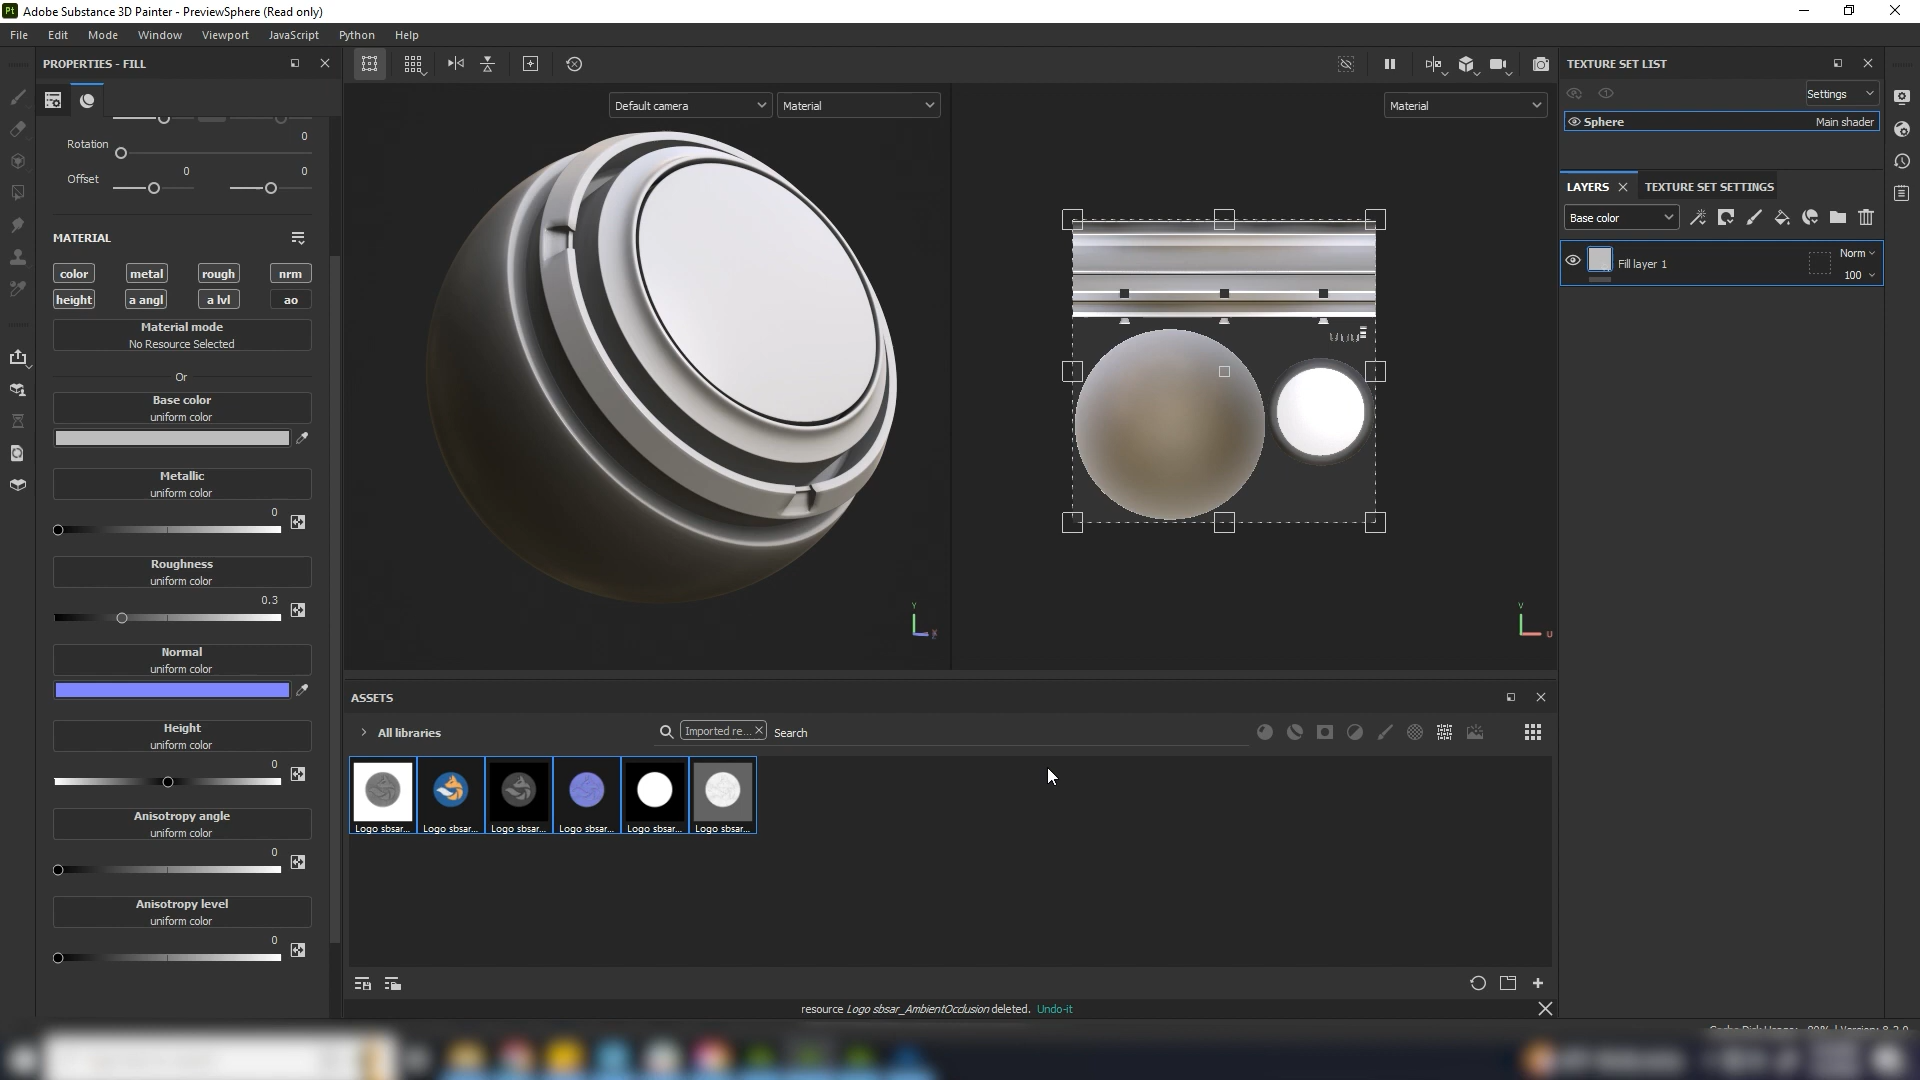 Pt Adobe Substance 3D Painter - PreviewSphere (Read only)
File Edit Mode Window Viewport JavaScript Python Help
PROPERTIES - FILL
Rotation 0
Offset 0 0
MATERIAL
color metal rough nrm
height a angl a lvl ao
Material mode
No Resource Selected
Or
Base color
uniform color
Metallic
uniform color
0
Roughness
uniform color
0.3
Normal
uniform color
Height
uniform color
0
Anisotropy angle
uniform color
0
Anisotropy level
uniform color
0
Default camera
Material
Material
Y
V
U
ASSETS
All libraries
Imported re...
Search
Logo sbsar...
Logo sbsar...
Logo sbsar...
Logo sbsar...
Logo sbsar...
Logo sbsar...
resource Logo sbsar_AmbientOcclusion deleted. Undo-it
TEXTURE SET LIST
Settings
Sphere Main shader
LAYERS TEXTURE SET SETTINGS
Base color
Fill layer 1
Norm
100